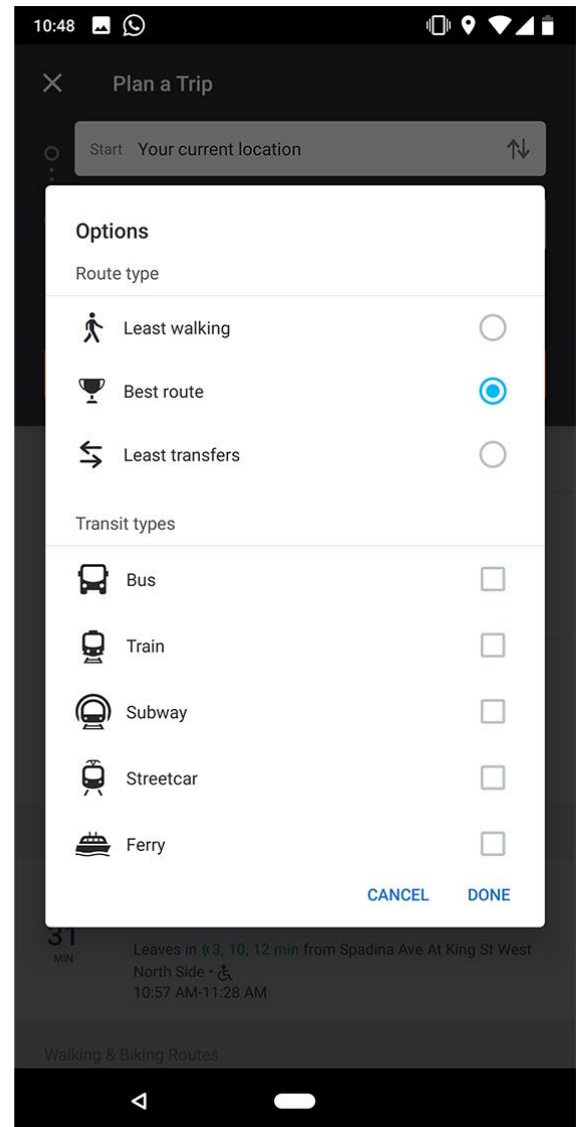 10:48
Plan a Trip
Start Your current location
Options
Route type
Least walking
Best route
Least transfers
Transit types
Bus
Train
Subway
Streetcar
Ferry
CANCEL DONE
31
MIN
Leaves in 3, 10, 12 min from Spadina Ave At King St West
North Side •
10:57 AM-11:28 AM
Walking & Biking Routes